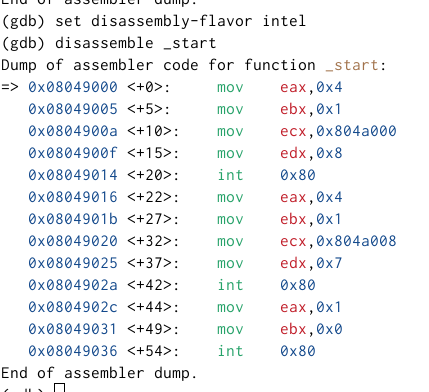 End of assembler dump.
(gdb) set disassembly-flavor intel
(gdb) disassemble _start
Dump of assembler code for function _start:
=> 0x08049000 <+0>:     mov    eax,0x4
   0x08049005 <+5>:     mov    ebx,0x1
   0x0804900a <+10>:    mov    ecx,0x804a000
   0x0804900f <+15>:    mov    edx,0x8
   0x08049014 <+20>:    int    0x80
   0x08049016 <+22>:    mov    eax,0x4
   0x0804901b <+27>:    mov    ebx,0x1
   0x08049020 <+32>:    mov    ecx,0x804a008
   0x08049025 <+37>:    mov    edx,0x7
   0x0804902a <+42>:    int    0x80
   0x0804902c <+44>:    mov    eax,0x1
   0x08049031 <+49>:    mov    ebx,0x0
   0x08049036 <+54>:    int    0x80
End of assembler dump.
(gdb)